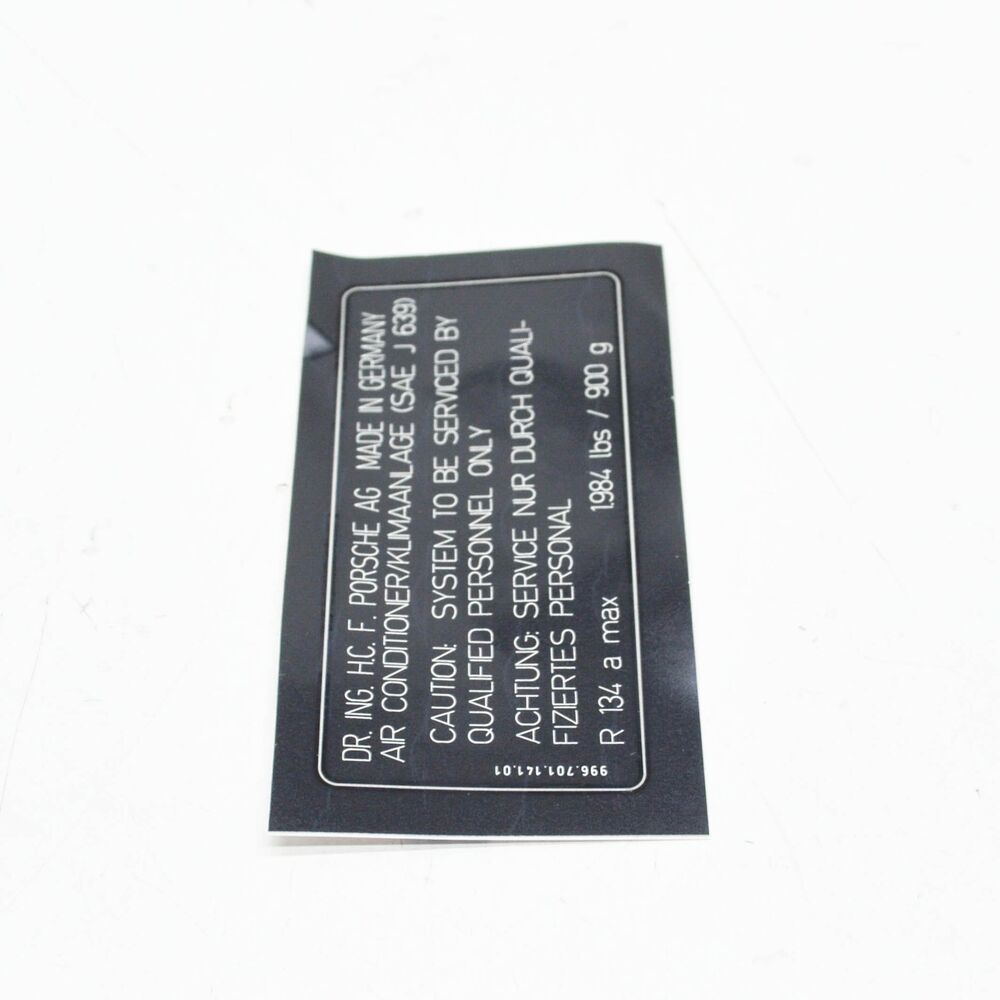 DR. ING. H.C. F. PORSCHE AG MADE IN GERMANY
AIR CONDITIONER/KLIMAANLAGE (SAE J 639)
CAUTION: SYSTEM TO BE SERVICED BY
QUALIFIED PERSONNEL ONLY
ACHTUNG: SERVICE NUR DURCH QUALI-
FIZIERTES PERSONAL
R 134 a max 1.984 lbs / 900 g
996.701.141.01